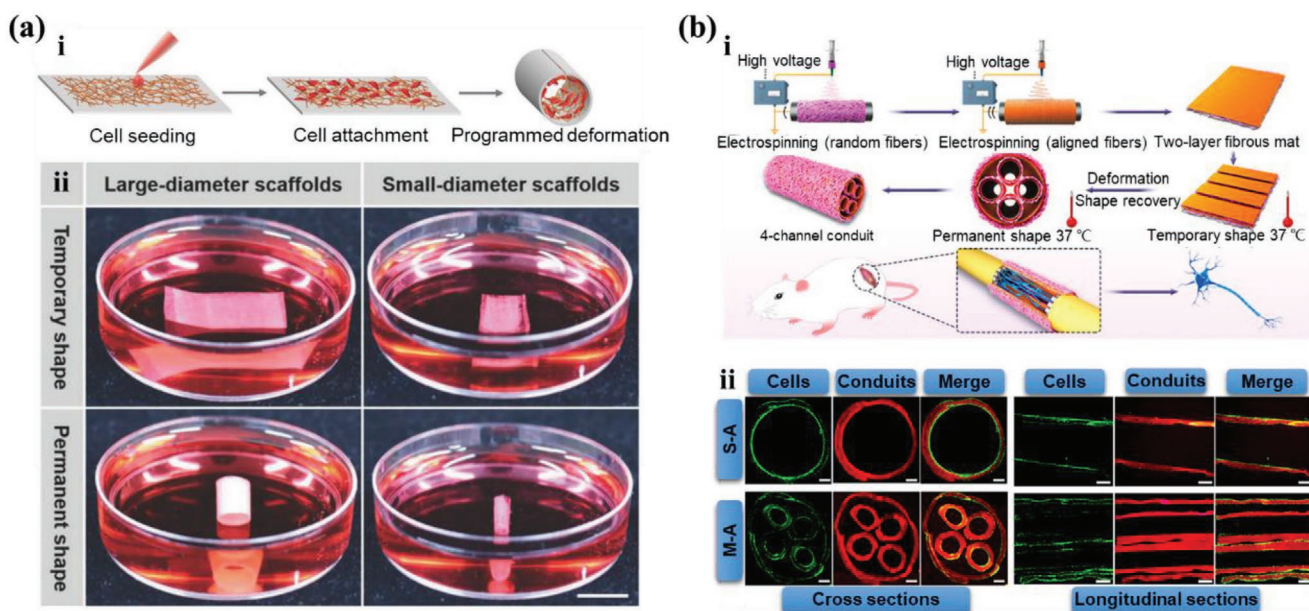 (a)
i
Cell seeding
Cell attachment
Programmed deformation
ii
Large-diameter scaffolds
Small-diameter scaffolds
Temporary shape
Permanent shape
(b)
i
High voltage
High voltage
Electrospinning (random fibers)
Electrospinning (aligned fibers)
Two-layer fibrous mat
Deformation
Shape recovery
4-channel conduit
Permanent shape 37 ℃
Temporary shape 37 ℃
ii
Cells
Conduits
Merge
Cells
Conduits
Merge
S-A
M-A
Cross sections
Longitudinal sections